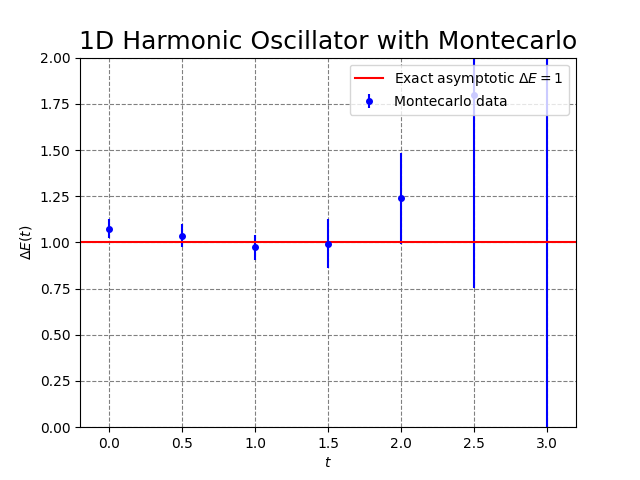 1D Harmonic Oscillator with Montecarlo
Exact asymptotic ΔE = 1
Montecarlo data
ΔE(t)
2.00
1.75
1.50
1.25
1.00
0.75
0.50
0.25
0.00
0.0 0.5 1.0 1.5 2.0 2.5 3.0
t